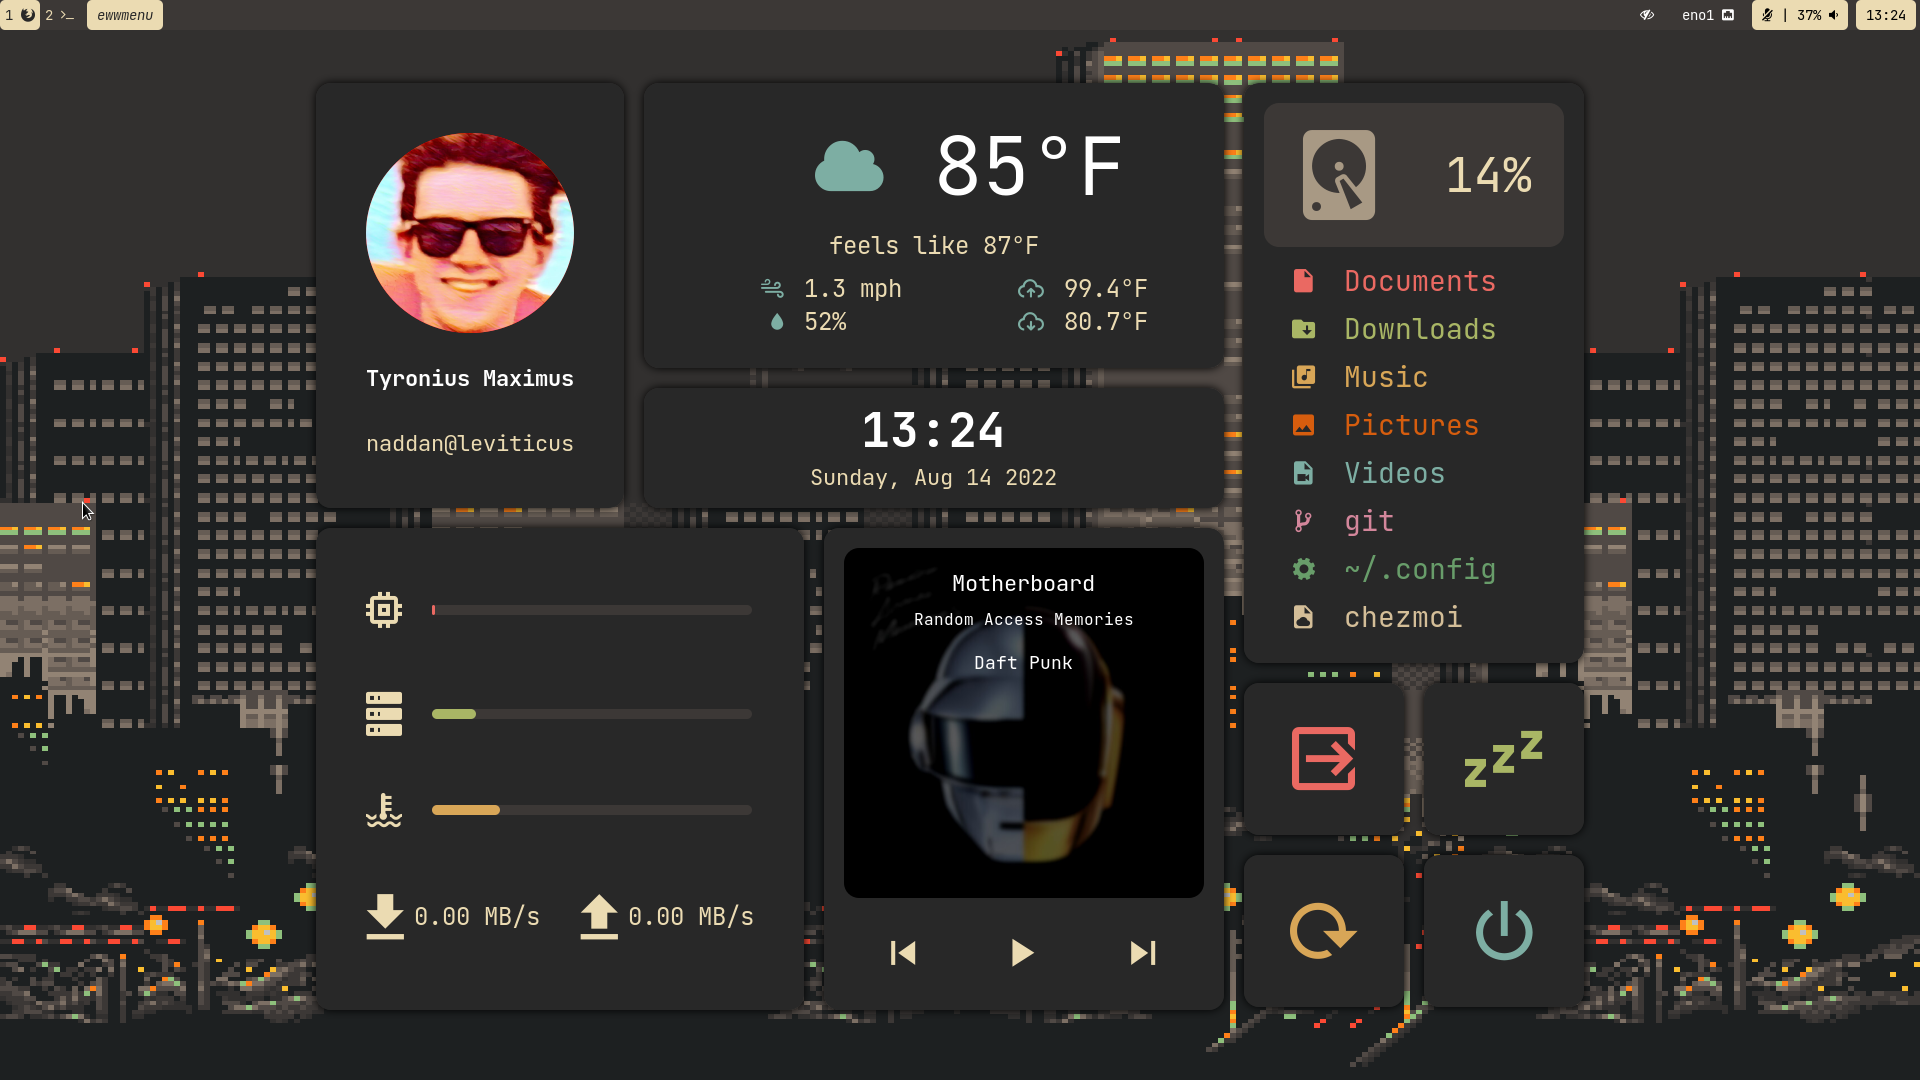 1 2 >_ ewwmenu
eno1 | 37% 13:24
Tyronius Maximus
naddan@leviticus
85°F
feels like 87°F
1.3 mph 99.4°F
52% 80.7°F
13:24
Sunday, Aug 14 2022
14%
Documents
Downloads
Music
Pictures
Videos
git
~/.config
chezmoi
0.00 MB/s 0.00 MB/s
Motherboard
Random Access Memories
Daft Punk
zzz